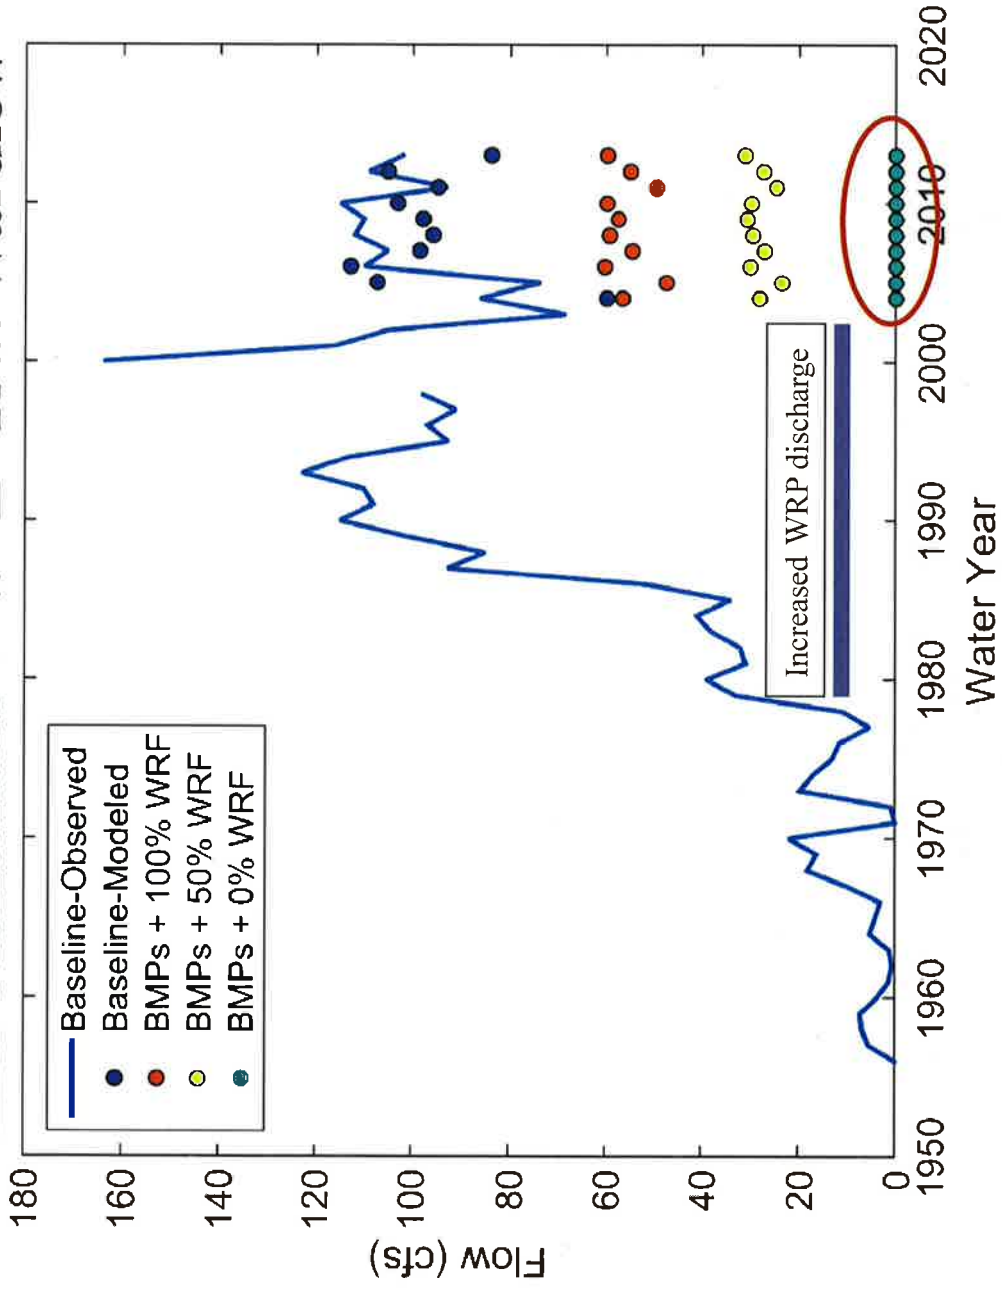 Baseline-Observed
Baseline-Modeled
BMPs + 100% WRF
BMPs + 50% WRF
BMPs + 0% WRF
180
160
140
120
100
80
60
40
20
0
Flow (cfs)
Increased WRP discharge
1950
1960
1970
1980
1990
2000
2010
2020
Water Year